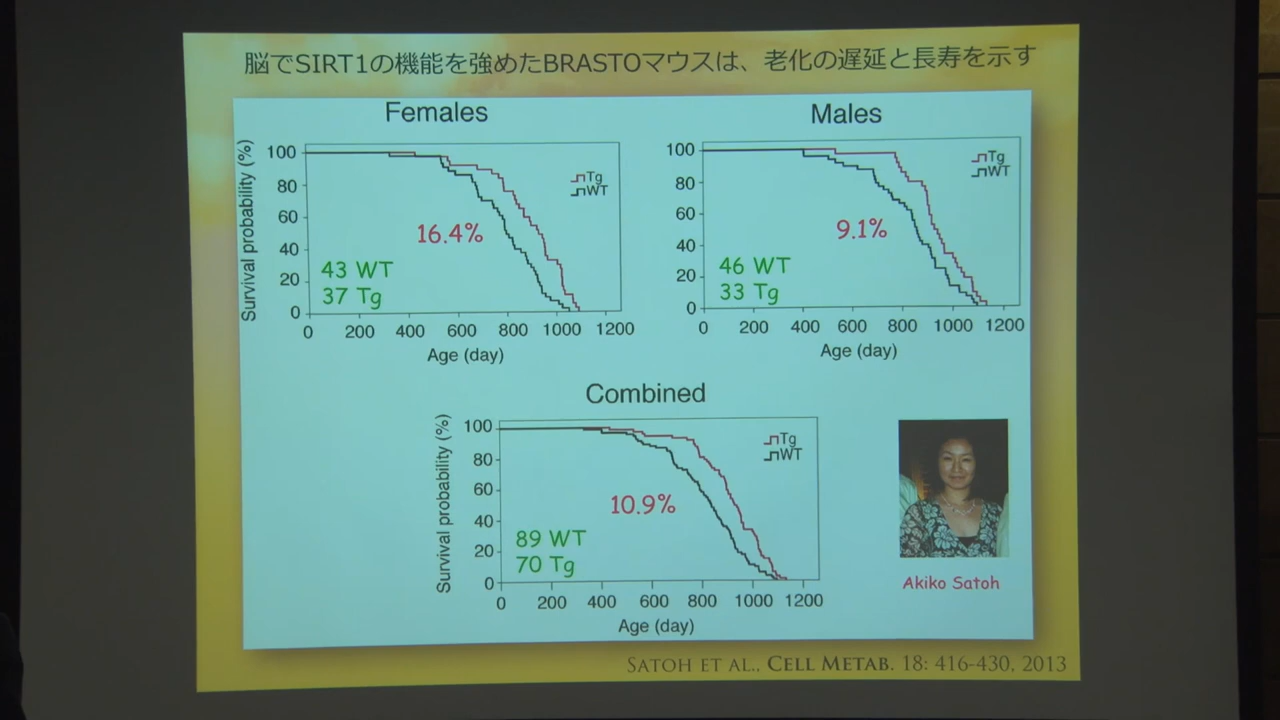 脳でSIRT1の機能を強めたBRASTOマウスは、老化の遅延と長寿を示す
Females
Survival probability (%)
100
80
60
40
20
0
Tg
WT
16.4%
43 WT
37 Tg
0 200 400 600 800 1000 1200
Age (day)
Males
100
80
60
40
20
0
Tg
WT
9.1%
46 WT
33 Tg
0 200 400 600 800 1000 1200
Age (day)
Combined
Survival probability (%)
100
80
60
40
20
0
Tg
WT
10.9%
89 WT
70 Tg
0 200 400 600 800 1000 1200
Age (day)
Akiko Satoh
SATOH ET AL., CELL METAB. 18: 416-430, 2013